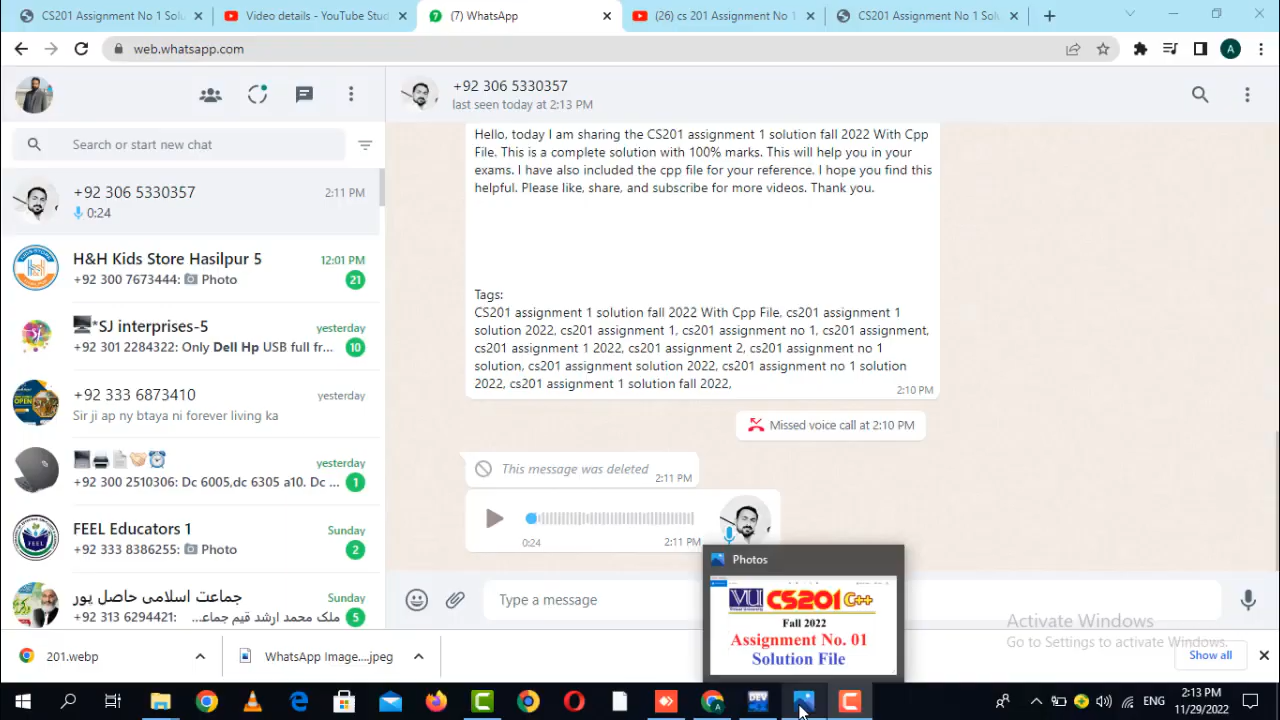 CS201 Assignment No 1 Solu
Video details - YouTube Stud
(7) WhatsApp
(26) cs 201 Assignment No 1
CS201 Assignment No 1 Solu
web.whatsapp.com
A
+92 306 5330357
last seen today at 2:13 PM
Search or start new chat
+92 306 5330357
2:11 PM
0:24
H&H Kids Store Hasilpur 5
12:01 PM
+92 300 7673444: Photo
21
*SJ interprises-5
yesterday
+92 301 2284322: Only Dell Hp USB full fr...
10
+92 333 6873410
yesterday
Sir ji ap ny btaya ni forever living ka
yesterday
+92 300 2510306: Dc 6005,dc 6305 a10. Dc ...
1
FEEL Educators 1
Sunday
+92 333 8386255: Photo
2
جماعت اسلامی حاصل پور
Sunday
+92 313 6294421: ملک محمد ارشد قیم جماعـ...
5
Hello, today I am sharing the CS201 assignment 1 solution fall 2022 With Cpp
File. This is a complete solution with 100% marks. This will help you in your
exams. I have also included the cpp file for your reference. I hope you find this
helpful. Please like, share, and subscribe for more videos. Thank you.
Tags:
CS201 assignment 1 solution fall 2022 With Cpp File, cs201 assignment 1
solution 2022, cs201 assignment 1, cs201 assignment no 1, cs201 assignment,
cs201 assignment 1 2022, cs201 assignment 2, cs201 assignment no 1
solution, cs201 assignment solution 2022, cs201 assignment no 1 solution
2022, cs201 assignment 1 solution fall 2022,
2:10 PM
Missed voice call at 2:10 PM
This message was deleted
2:11 PM
0:24
2:11 PM
Photos
VU CS201 C++
Fall 2022
Assignment No. 01
Solution File
Type a message
Activate Windows
Go to Settings to activate Windows.
201.webp
WhatsApp Image....jpeg
Show all
DEV
A
ENG
2:13 PM
11/29/2022